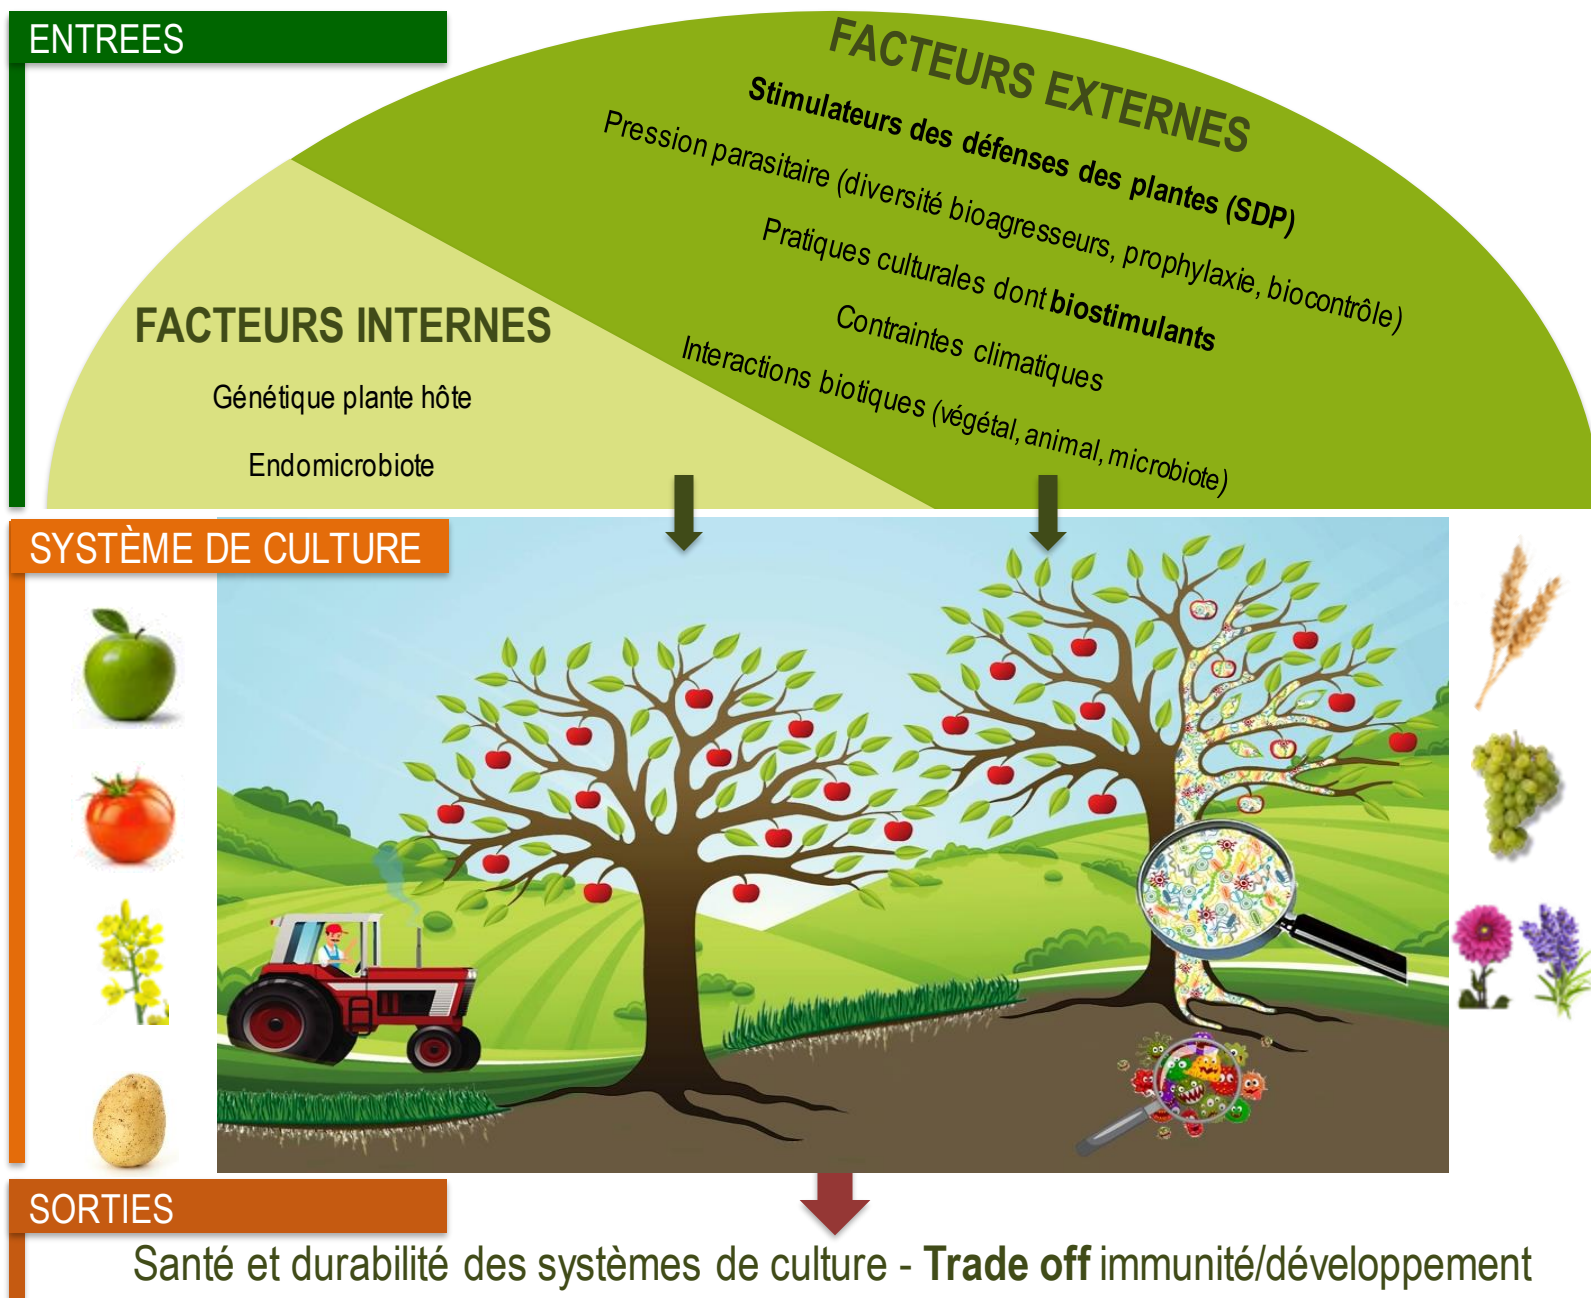 ENTREES
FACTEURS EXTERNES
Stimulateurs des défenses des plantes (SDP)
Pression parasitaire (diversité bioagresseurs, prophylaxie, biocontrôle)
Pratiques culturales dont biostimulants
Contraintes climatiques
Interactions biotiques (végétal, animal, microbiote)
FACTEURS INTERNES
Génétique plante hôte
Endomicrobiote
SYSTÈME DE CULTURE
SORTIES
Santé et durabilité des systèmes de culture - Trade off immunité/développement